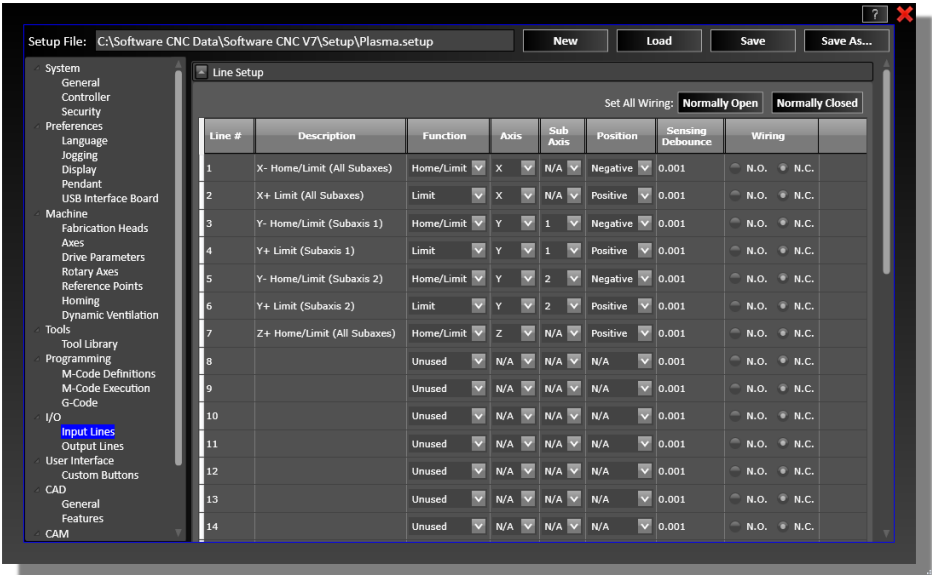 ?
Setup File: C:\Software CNC Data\Software CNC V7\Setup\Plasma.setup New Load Save Save As...
System
General
Controller
Security
Preferences
Language
Jogging
Display
Pendant
USB Interface Board
Machine
Fabrication Heads
Axes
Drive Parameters
Rotary Axes
Reference Points
Homing
Dynamic Ventilation
Tools
Tool Library
Programming
M-Code Definitions
M-Code Execution
G-Code
I/O
Input Lines
Output Lines
User Interface
Custom Buttons
CAD
General
Features
CAM
Line Setup
Set All Wiring: Normally Open Normally Closed
Line # Description Function Axis Sub Axis Position Sensing Debounce Wiring
1 X- Home/Limit (All Subaxes) Home/Limit X N/A Negative 0.001 N.O. N.C.
2 X+ Limit (All Subaxes) Limit X N/A Positive 0.001 N.O. N.C.
3 Y- Home/Limit (Subaxis 1) Home/Limit Y 1 Negative 0.001 N.O. N.C.
4 Y+ Limit (Subaxis 1) Limit Y 1 Positive 0.001 N.O. N.C.
5 Y- Home/Limit (Subaxis 2) Home/Limit Y 2 Negative 0.001 N.O. N.C.
6 Y+ Limit (Subaxis 2) Limit Y 2 Positive 0.001 N.O. N.C.
7 Z+ Home/Limit (All Subaxes) Home/Limit Z N/A Positive 0.001 N.O. N.C.
8 Unused N/A N/A N/A 0.001 N.O. N.C.
9 Unused N/A N/A N/A 0.001 N.O. N.C.
10 Unused N/A N/A N/A 0.001 N.O. N.C.
11 Unused N/A N/A N/A 0.001 N.O. N.C.
12 Unused N/A N/A N/A 0.001 N.O. N.C.
13 Unused N/A N/A N/A 0.001 N.O. N.C.
14 Unused N/A N/A N/A 0.001 N.O. N.C.